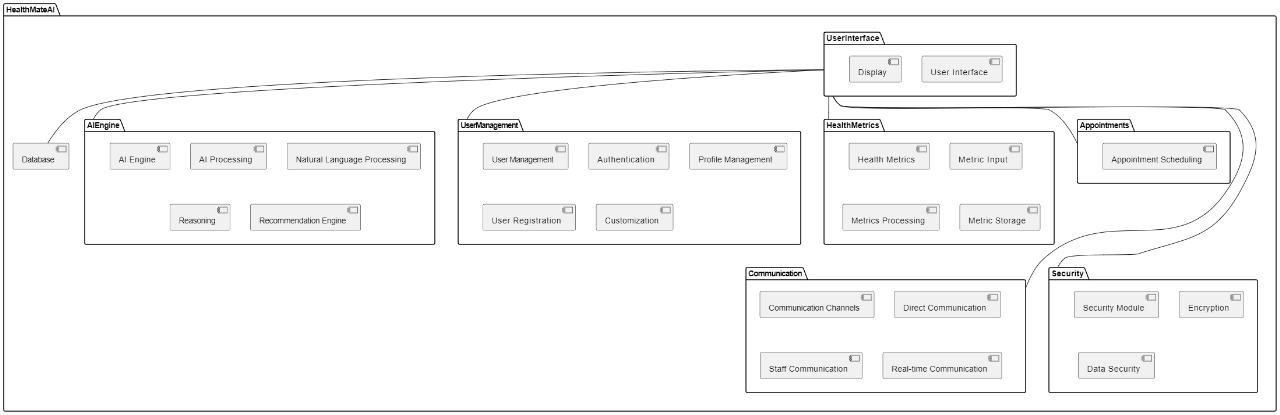 HealthMateAI
UserInterface
Display
User Interface
Database
AIEngine
AI Engine
AI Processing
Natural Language Processing
Reasoning
Recommendation Engine
UserManagement
User Management
Authentication
Profile Management
User Registration
Customization
HealthMetrics
Health Metrics
Metric Input
Metrics Processing
Metric Storage
Appointments
Appointment Scheduling
Communication
Communication Channels
Direct Communication
Staff Communication
Real-time Communication
Security
Security Module
Encryption
Data Security